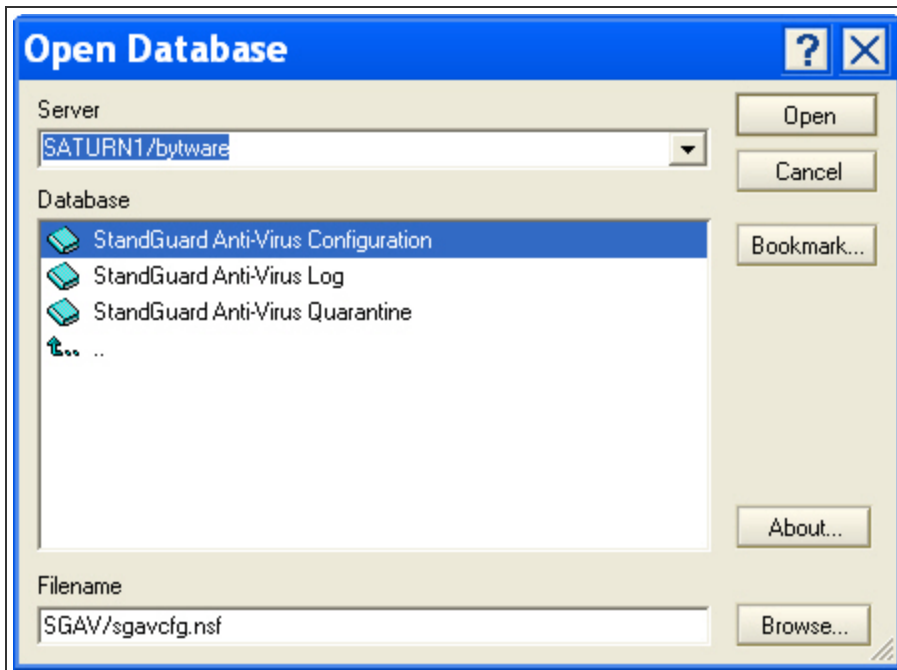 Open Database
Server
SATURN1/bytware
Database
StandGuard Anti-Virus Configuration
StandGuard Anti-Virus Log
StandGuard Anti-Virus Quarantine
..
Filename
SGAV/sgavcfg.nsf
Open
Cancel
Bookmark...
About...
Browse...